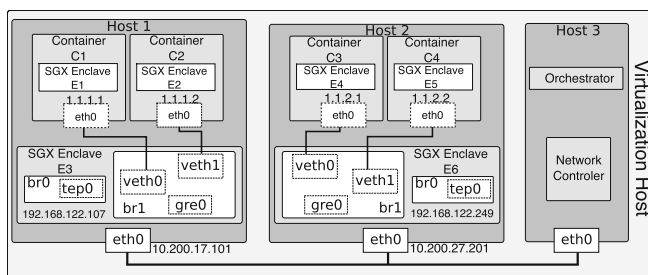 Host 1
Container
C1
SGX Enclave
E1
1.1.1.1
eth0
Container
C2
SGX Enclave
E2
1.1.1.2
eth0
SGX Enclave
E3
br0
tep0
192.168.122.107
veth0
veth1
br1
gre0
eth0
10.200.17.101
Host 2
Container
C3
SGX Enclave
E4
1.1.2.1
eth0
Container
C4
SGX Enclave
E5
1.1.2.2
eth0
veth0
veth1
gre0
br1
SGX Enclave
E6
br0
tep0
192.168.122.249
eth0
10.200.27.201
Host 3
Orchestrator
Network
Controler
eth0
Virtualization Host